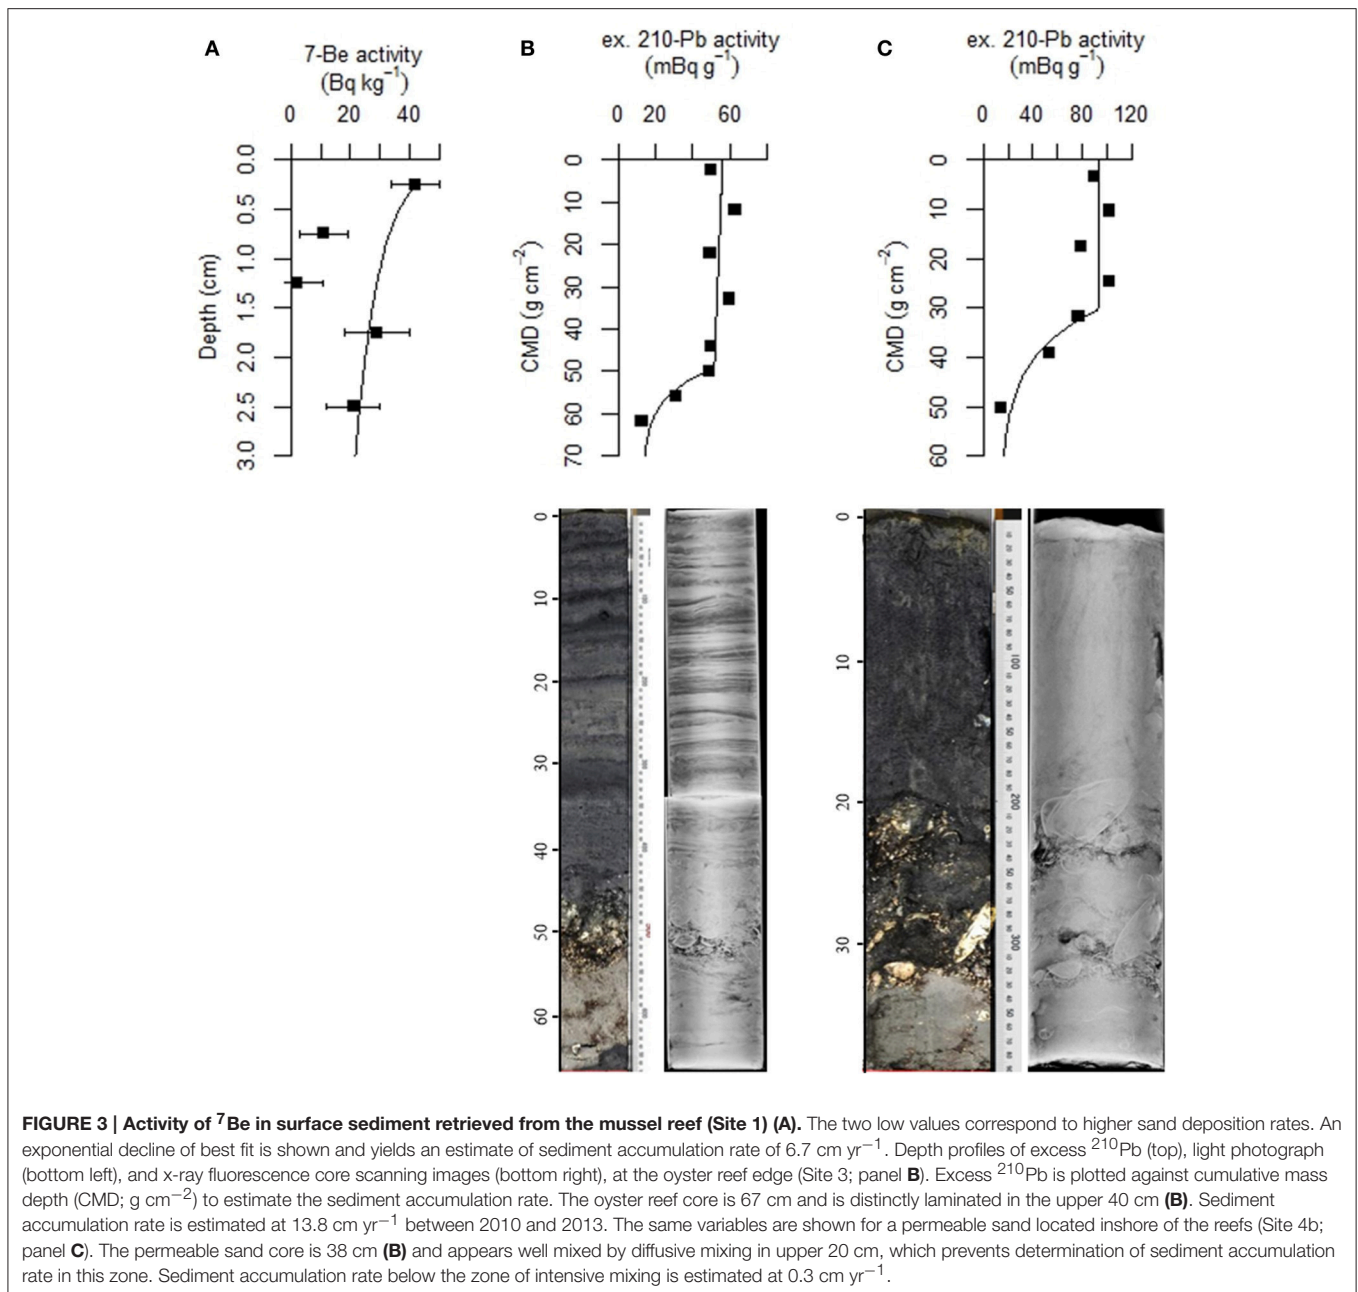 A
7-Be activity
(Bq kg⁻¹)
0 20 40
Depth (cm)
0.0
0.5
1.0
1.5
2.0
2.5
3.0
B
ex. 210-Pb activity
(mBq g⁻¹)
0 20 60
CMD (g cm⁻²)
0
10
20
30
40
50
60
70
C
ex. 210-Pb activity
(mBq g⁻¹)
0 40 80 120
CMD (g cm⁻²)
0
10
20
30
40
50
60
0
10
20
30
40
50
60
0
10
20
30
100
200
300
FIGURE 3 | Activity of ⁷Be in surface sediment retrieved from the mussel reef (Site 1) (A). The two low values correspond to higher sand deposition rates. An
exponential decline of best fit is shown and yields an estimate of sediment accumulation rate of 6.7 cm yr⁻¹. Depth profiles of excess ²¹⁰Pb (top), light photograph
(bottom left), and x-ray fluorescence core scanning images (bottom right), at the oyster reef edge (Site 3; panel B). Excess ²¹⁰Pb is plotted against cumulative mass
depth (CMD; g cm⁻²) to estimate the sediment accumulation rate. The oyster reef core is 67 cm and is distinctly laminated in the upper 40 cm (B). Sediment
accumulation rate is estimated at 13.8 cm yr⁻¹ between 2010 and 2013. The same variables are shown for a permeable sand located inshore of the reefs (Site 4b;
panel C). The permeable sand core is 38 cm (B) and appears well mixed by diffusive mixing in upper 20 cm, which prevents determination of sediment accumulation
rate in this zone. Sediment accumulation rate below the zone of intensive mixing is estimated at 0.3 cm yr⁻¹.